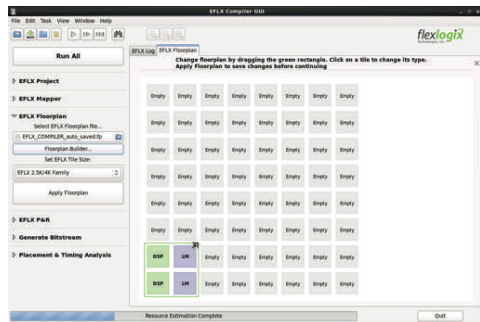 EFLX Compiler GUI
File Edit Task View Window Help
flexlogix
Run All
EFLX Log EFLX Floorplan
Change floorplan by dragging the green rectangle. Click on a tile to change its type.
Apply Floorplan to save changes before continuing
EFLX Project
EFLX Mapper
EFLX Floorplan
Select EFLX Floorplan file...
EFLX_COMPILER_auto_saved.fp
Floorplan Builder...
Set EFLX Tile Size:
EFLX 2.5K/4K Family
Apply Floorplan
EFLX P&R
Generate Bitstream
Placement & Timing Analysis
Empty Empty Empty Empty Empty Empty Empty Empty
Empty Empty Empty Empty Empty Empty Empty Empty
Empty Empty Empty Empty Empty Empty Empty Empty
Empty Empty Empty Empty Empty Empty Empty Empty
Empty Empty Empty Empty Empty Empty Empty Empty
Empty Empty Empty Empty Empty Empty Empty Empty
DSP LM Empty Empty Empty Empty Empty Empty
DSP LM Empty Empty Empty Empty Empty Empty
Resource Estimation Complete
Quit